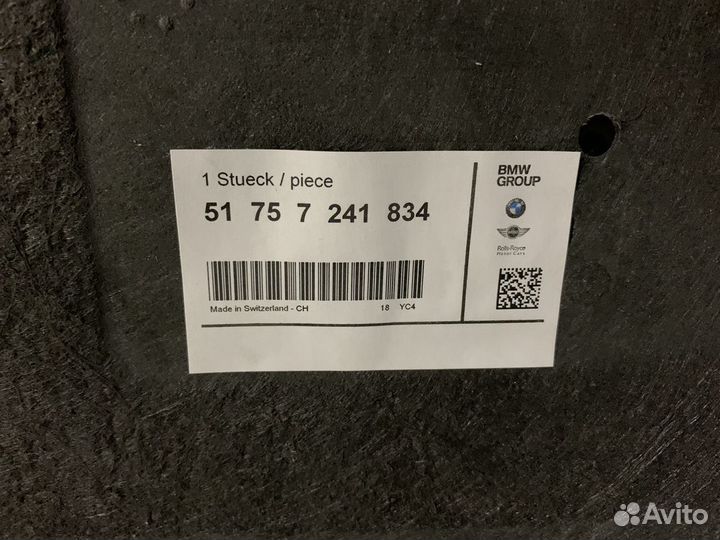 1 Stueck / piece
51 75 7 241 834
Made in Switzerland - CH
18 YC4
BMW
GROUP
Rolls-Royce
Motor Cars
Avito